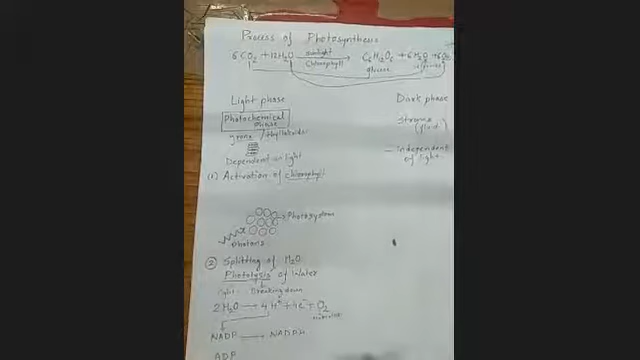 Process of Photosynthesis
6CO2 + 12H2O sunlight → Chlorophyll C6H12O6 + 6H2O + 6O2
glucose
Light phase
Dark phase
Photochemical phase
Stroma
grana / thyllakoids
(fluid)
Dependent on light
— Independent of light
(1) Activation of chlorophyll
Photosystem
Photons
(2) Splitting of H2O
Photolysis of Water
light Breaking down
2H2O → 4H+ + 4e- + O2
NADP → NADPH
ADP